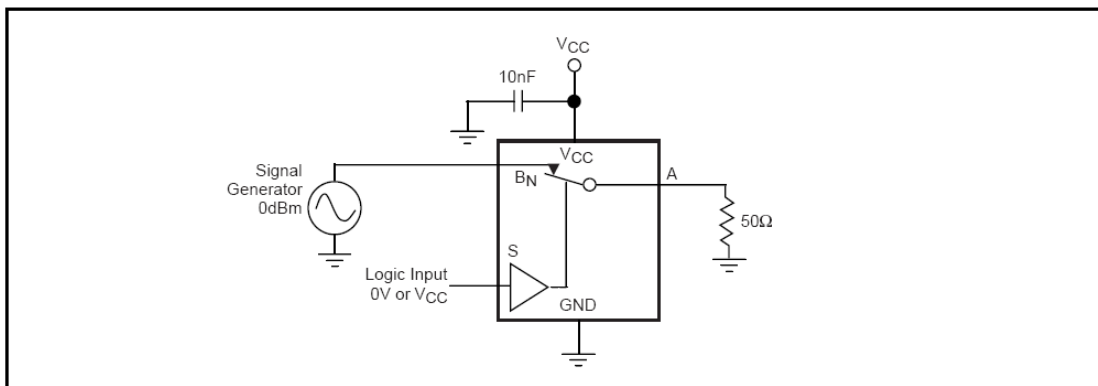 VCC
10nF
VCC
Signal
Generator
0dBm
BN
A
50Ω
S
Logic Input
0V or VCC
GND